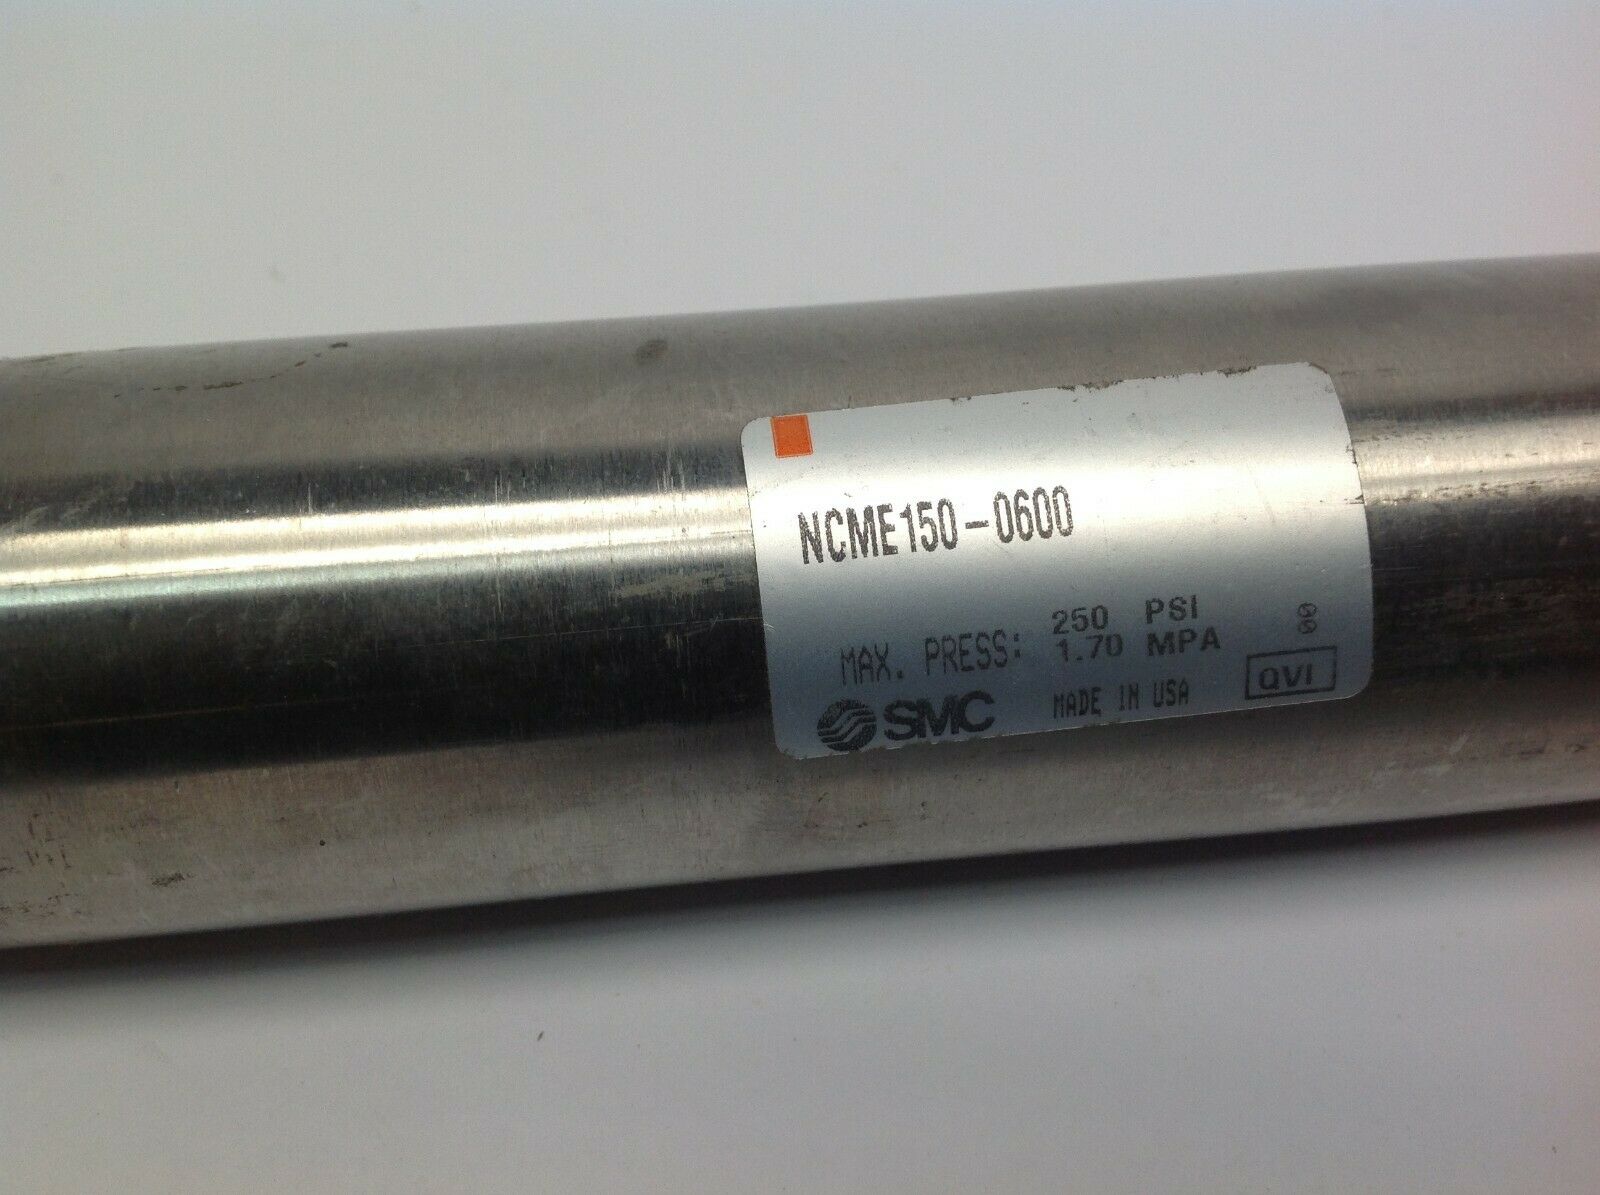 NCME150-0600
MAX. PRESS: 250 PSI
1.70 MPA
SMC MADE IN USA QVI